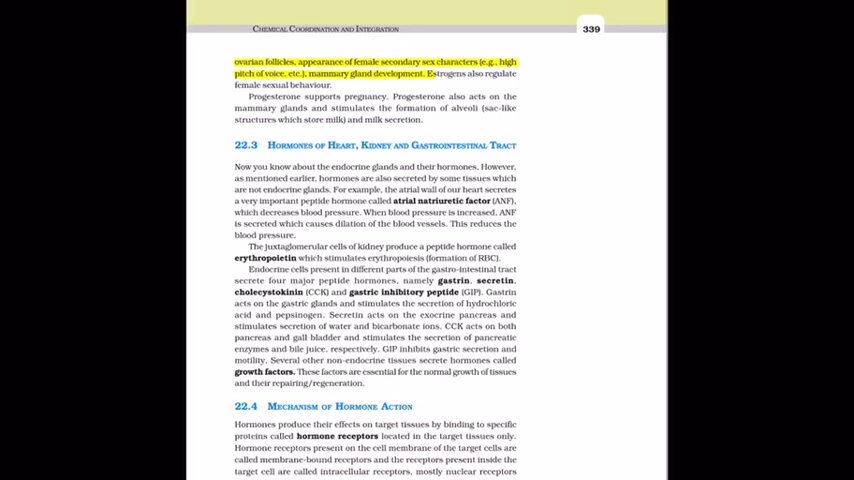 CHEMICAL COORDINATION AND INTEGRATION
339
ovarian follicles, appearance of female secondary sex characters (e.g., high
pitch of voice, etc.), mammary gland development. Estrogens also regulate
female sexual behaviour.
Progesterone supports pregnancy. Progesterone also acts on the
mammary glands and stimulates the formation of alveoli (sac-like
structures which store milk) and milk secretion.
22.3 HORMONES OF HEART, KIDNEY AND GASTROINTESTINAL TRACT
Now you know about the endocrine glands and their hormones. However,
as mentioned earlier, hormones are also secreted by some tissues which
are not endocrine glands. For example, the atrial wall of our heart secretes
a very important peptide hormone called atrial natriuretic factor (ANF),
which decreases blood pressure. When blood pressure is increased, ANF
is secreted which causes dilation of the blood vessels. This reduces the
blood pressure.
The juxtaglomerular cells of kidney produce a peptide hormone called
erythropoietin which stimulates erythropoiesis (formation of RBC).
Endocrine cells present in different parts of the gastro-intestinal tract
secrete four major peptide hormones, namely gastrin, secretin,
cholecystokinin (CCK) and gastric inhibitory peptide (GIP). Gastrin
acts on the gastric glands and stimulates the secretion of hydrochloric
acid and pepsinogen. Secretin acts on the exocrine pancreas and
stimulates secretion of water and bicarbonate ions. CCK acts on both
pancreas and gall bladder and stimulates the secretion of pancreatic
enzymes and bile juice, respectively. GIP inhibits gastric secretion and
motility. Several other non-endocrine tissues secrete hormones called
growth factors. These factors are essential for the normal growth of tissues
and their repairing/regeneration.
22.4 MECHANISM OF HORMONE ACTION
Hormones produce their effects on target tissues by binding to specific
proteins called hormone receptors located in the target tissues only.
Hormone receptors present on the cell membrane of the target cells are
called membrane-bound receptors and the receptors present inside the
target cell are called intracellular receptors, mostly nuclear receptors